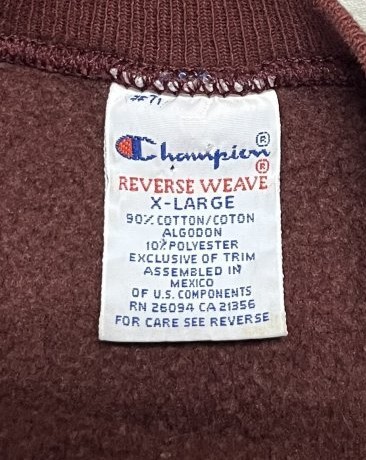 #71
Champion®
®
REVERSE WEAVE
X-LARGE
90% COTTON/COTON
ALGODON
10% POLYESTER
EXCLUSIVE OF TRIM
ASSEMBLED IN
MEXICO
OF U.S. COMPONENTS
RN 26094 CA 21356
FOR CARE SEE REVERSE